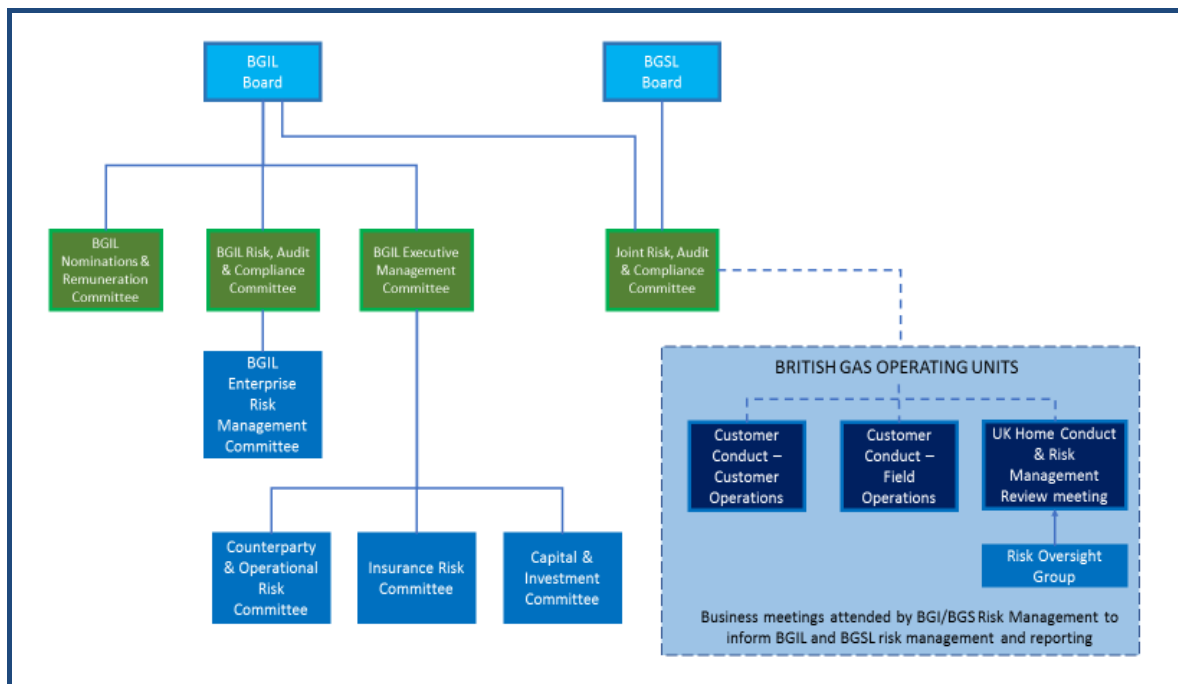 BGIL
Board
BGSL
Board
BGIL
Nominations &
Remuneration
Committee
BGIL Risk, Audit
& Compliance
Committee
BGIL Executive
Management
Committee
Joint Risk, Audit
& Compliance
Committee
BGIL
Enterprise
Risk
Management
Committee
BRITISH GAS OPERATING UNITS
Customer
Conduct –
Customer
Operations
Customer
Conduct –
Field
Operations
UK Home Conduct
& Risk
Management
Review meeting
Counterparty
& Operational
Risk
Committee
Insurance Risk
Committee
Capital &
Investment
Committee
Risk Oversight
Group
Business meetings attended by BGI/BGS Risk Management to
inform BGIL and BGSL risk management and reporting